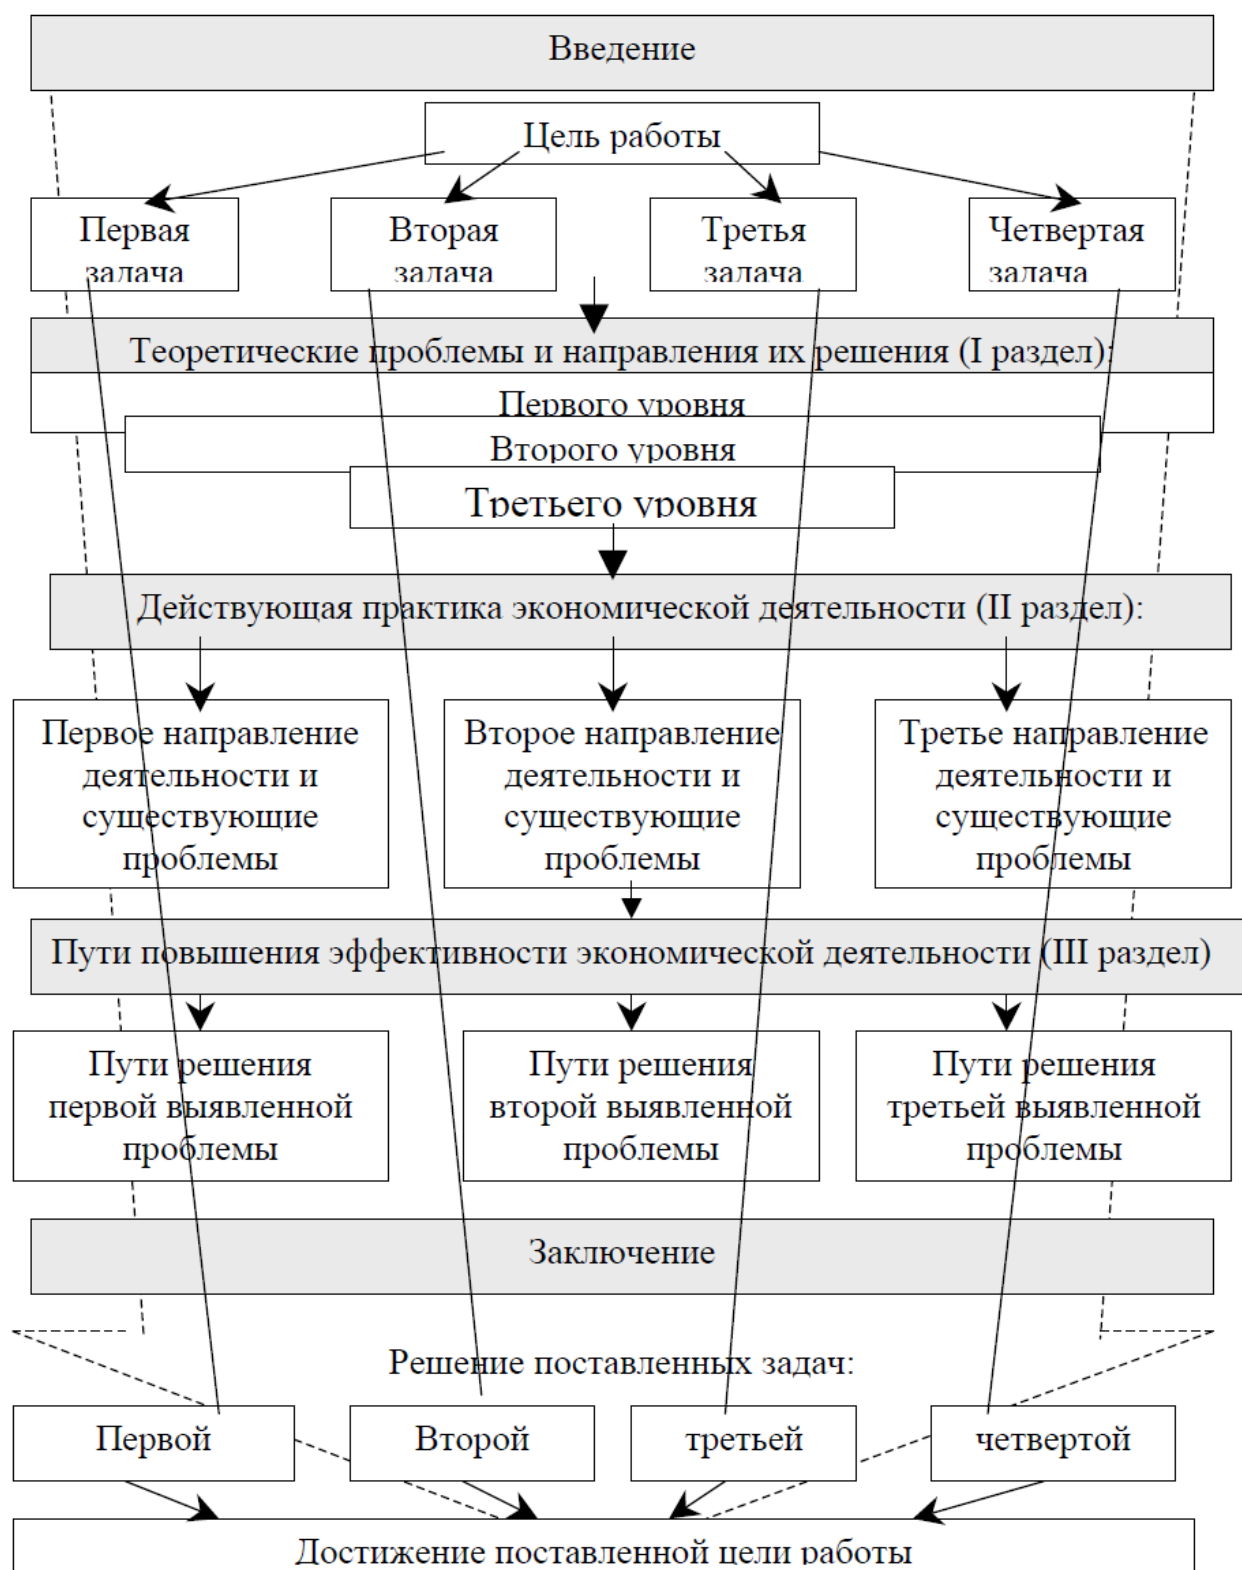 Введение
Цель работы
Первая
задача
Вторая
задача
Третья
задача
Четвертая
задача
Теоретические проблемы и направления их решения (I раздел):
Первого уровня
Второго уровня
Третьего уровня
Действующая практика экономической деятельности (II раздел):
Первое направление
деятельности и
существующие
проблемы
Второе направление
деятельности и
существующие
проблемы
Третье направление
деятельности и
существующие
проблемы
Пути повышения эффективности экономической деятельности (III раздел)
Пути решения
первой выявленной
проблемы
Пути решения
второй выявленной
проблемы
Пути решения
третьей выявленной
проблемы
Заключение
Решение поставленных задач:
Первой
Второй
третьей
четвертой
Достижение поставленной цели работы